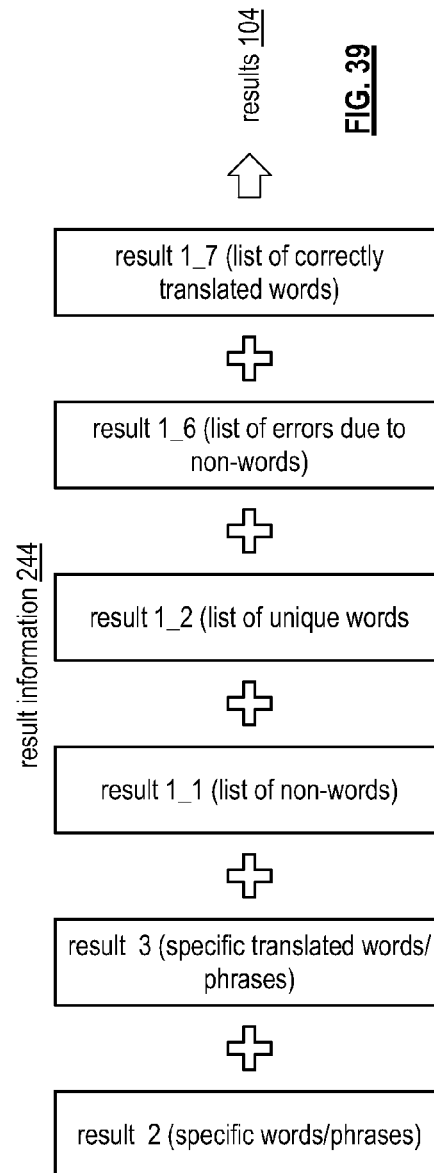 results 104
FIG. 39
result 1_7 (list of correctly
translated words)
result 1_6 (list of errors due to
non-words)
result information 244
result 1_2 (list of unique words
result 1_1 (list of non-words)
result 3 (specific translated words/
phrases)
result 2 (specific words/phrases)